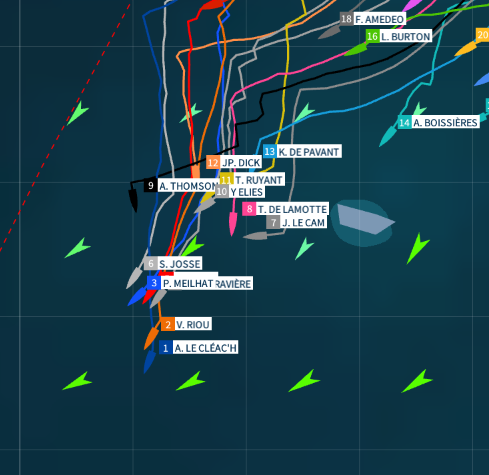 18 F. AMEDEO
16 L. BURTON
20
14 A. BOISSIÈRES
13 K. DE PAVANT
12 JP. DICK
11 T. RUYANT
9 A. THOMSON
10 Y ELIES
8 T. DE LAMOTTE
7 J. LE CAM
6 S. JOSSE
3 P. MEILHAT
2 V. RIOU
1 A. LE CLÉAC'H